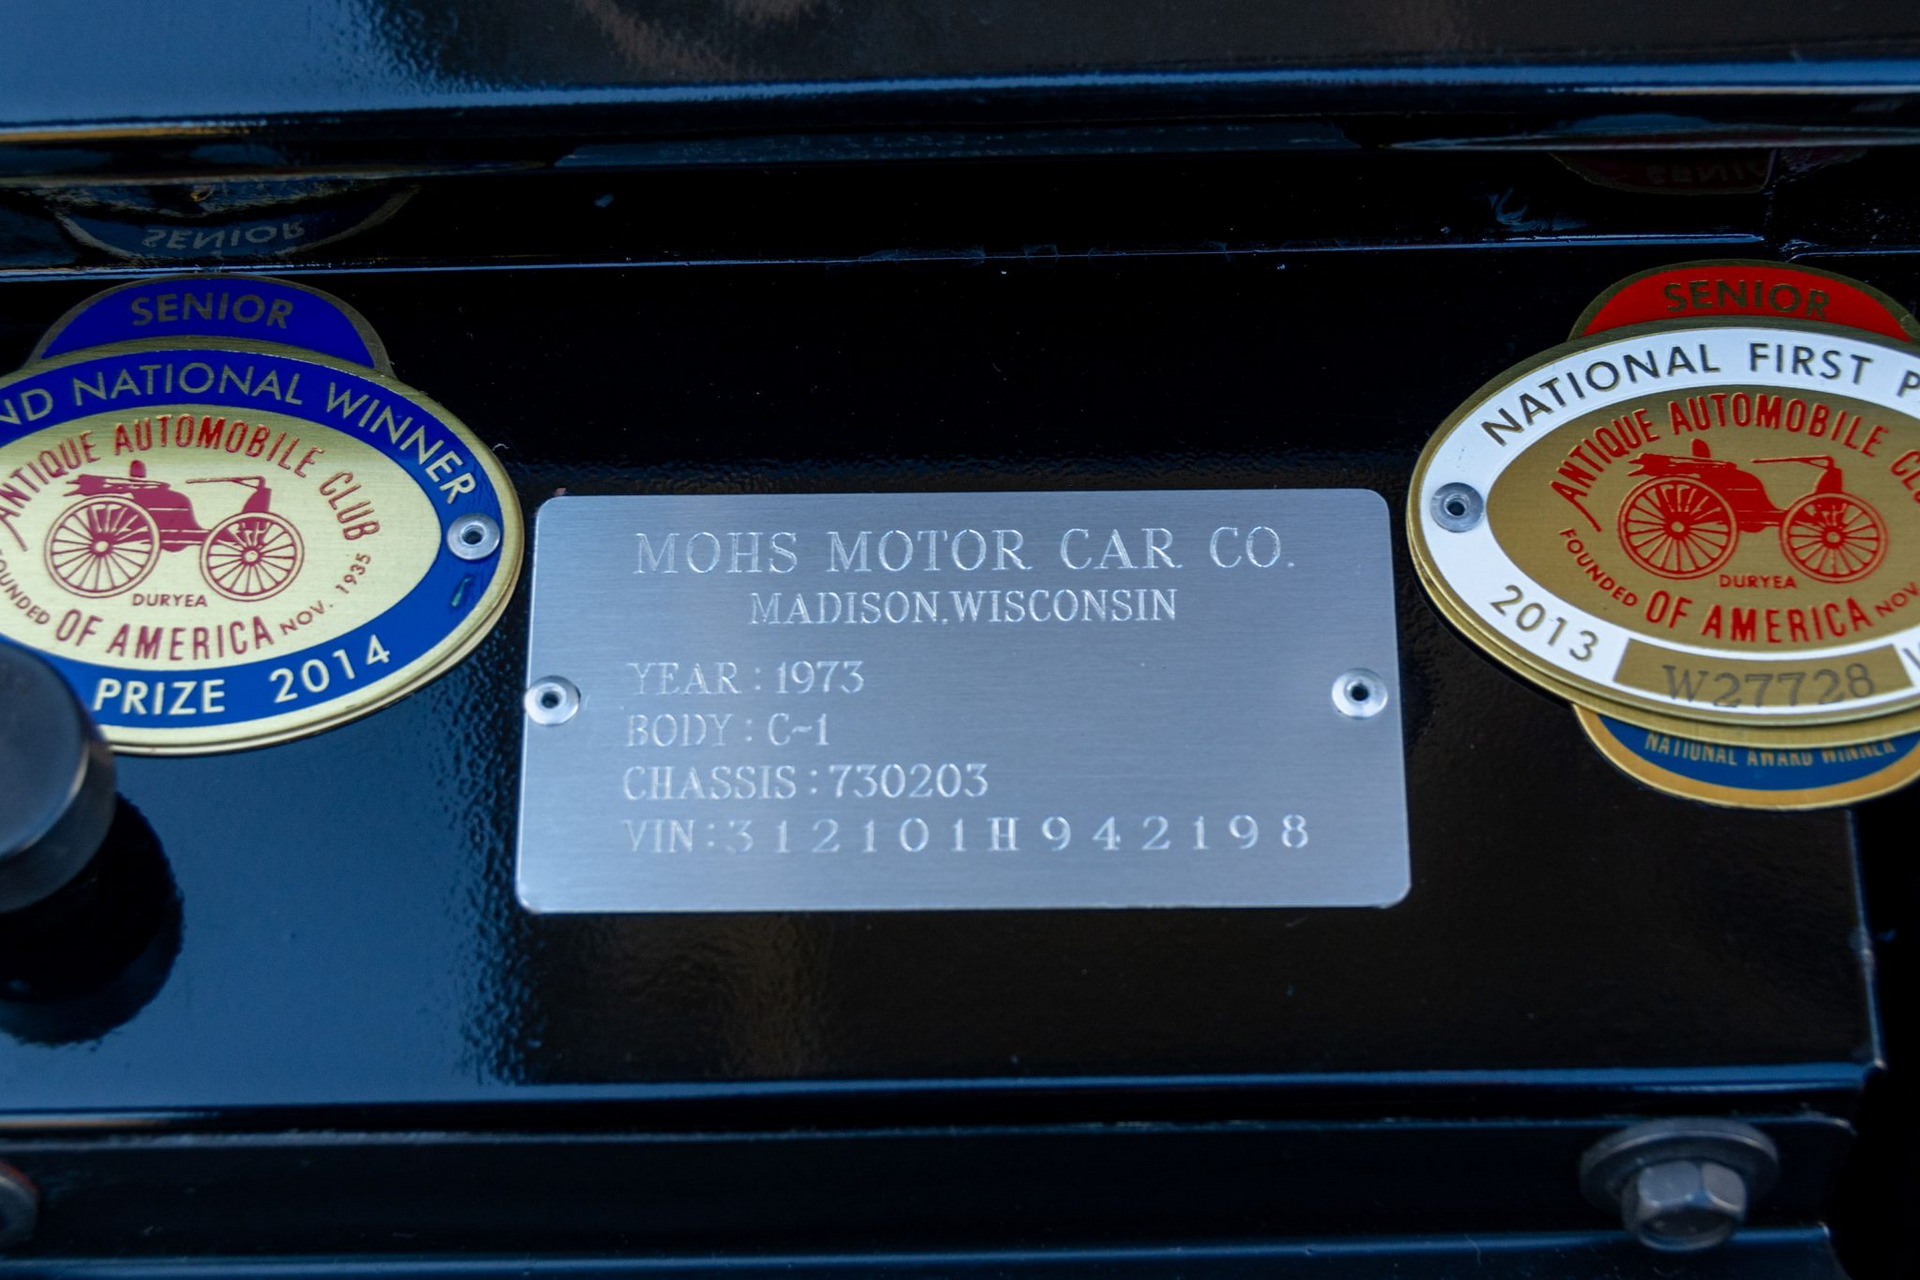 SENIOR
ND NATIONAL WINNER
ANTIQUE AUTOMOBILE CLUB
FOUNDED
DURYEA
NOV. 1935
OF AMERICA
PRIZE 2014
MOHS MOTOR CAR CO.
MADISON, WISCONSIN
YEAR: 1973
BODY: C-1
CHASSIS: 730203
VIN: 312101H942198
SENIOR
NATIONAL FIRST P
ANTIQUE AUTOMOBILE CLU
FOUNDED
DURYEA
NOV.
OF AMERICA
2013
W27728
NATIONAL AWARD WINNER